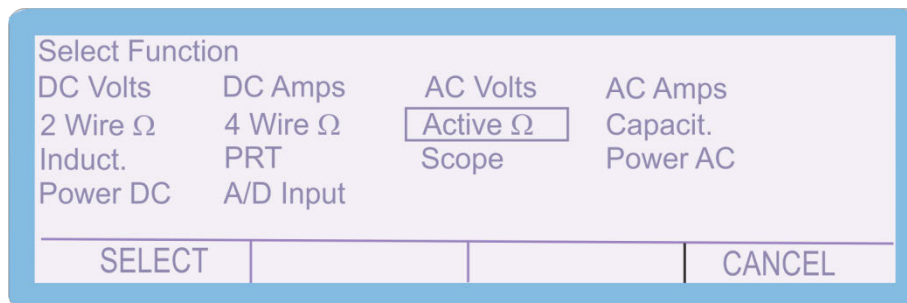 Select Function
DC Volts DC Amps AC Volts AC Amps
2 Wire Ω 4 Wire Ω Active Ω Capacit.
Induct. PRT Scope Power AC
Power DC A/D Input
SELECT CANCEL